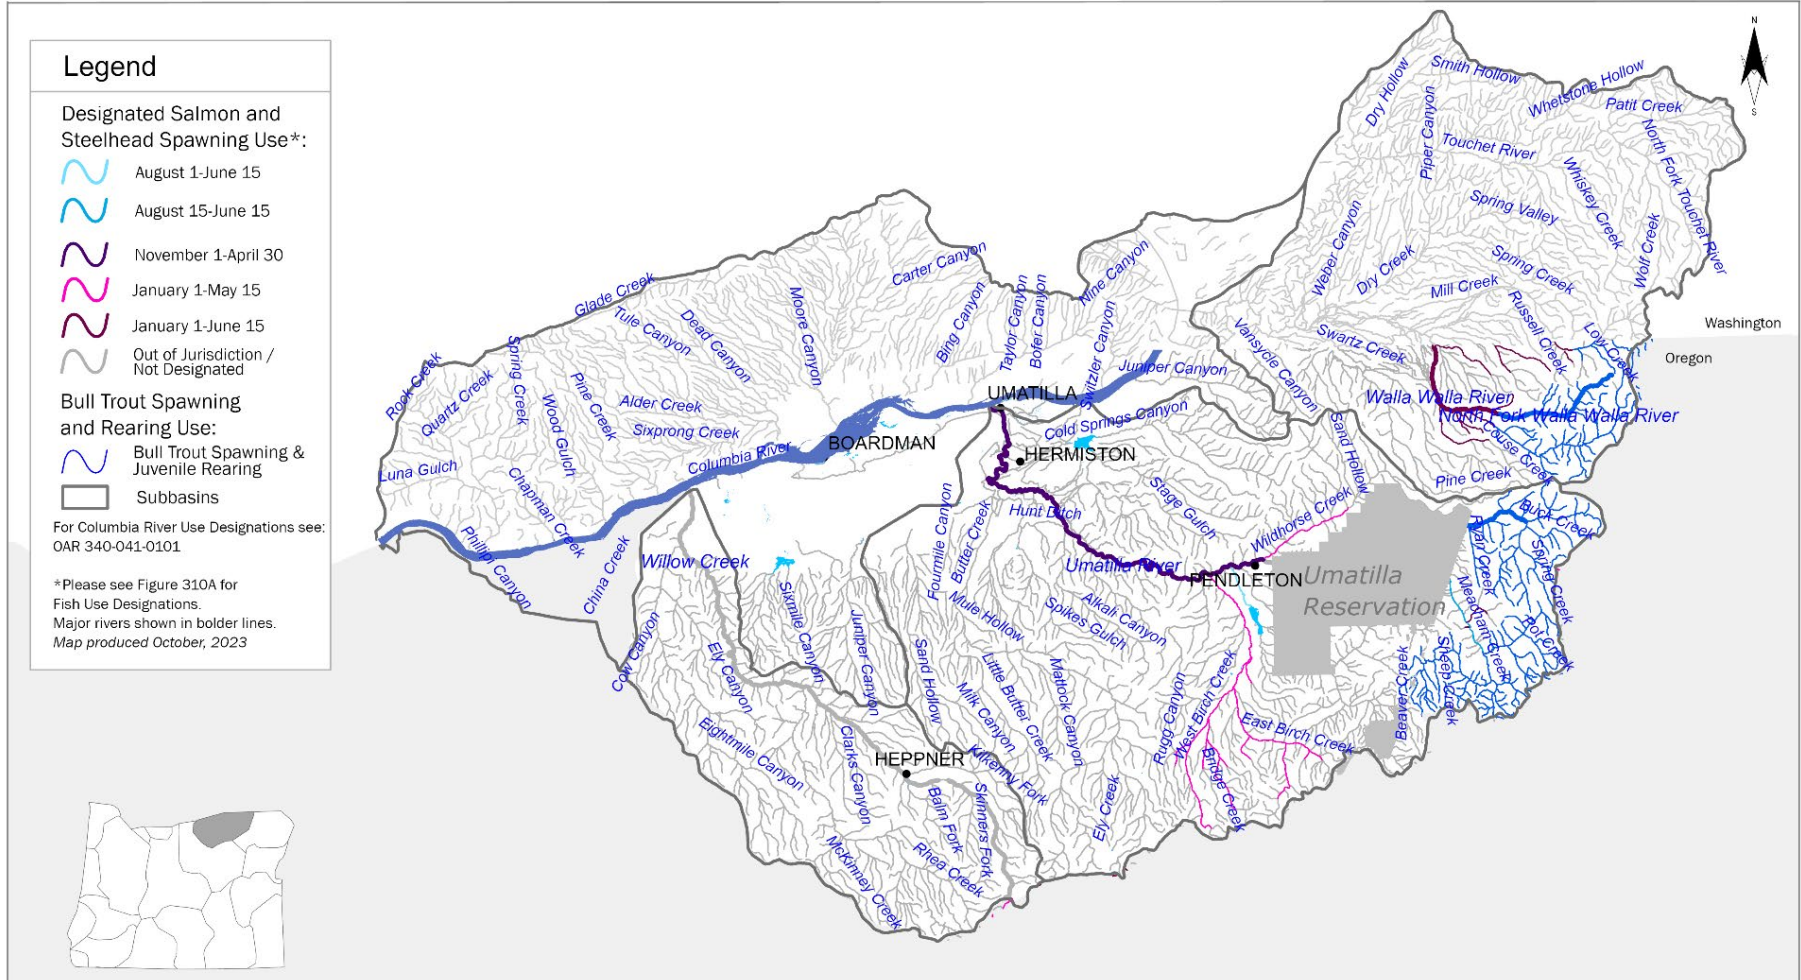 Legend
Designated Salmon and
Steelhead Spawning Use*:
August 1-June 15
August 15-June 15
November 1-April 30
January 1-May 15
January 1-June 15
Out of Jurisdiction /
Not Designated
Bull Trout Spawning
and Rearing Use:
Bull Trout Spawning &
Juvenile Rearing
Subbasins
For Columbia River Use Designations see:
OAR 340-041-0101
*Please see Figure 310A for
Fish Use Designations.
Major rivers shown in bolder lines.
Map produced October, 2023
N
S
Dry Hollow
Smith Hollow
Whetstone Hollow
Patit Creek
Piper Canyon
Touchet River
North Fork Touchet River
Whiskey Creek
Spring Valley
Wolf Creek
Weber Canyon
Dry Creek
Spring Creek
Mill Creek
Russell Creek
Low Creek
Washington
Oregon
Swartz Creek
Vansycle Canyon
Walla Walla River
North Fork Walla Walla River
Couse Creek
Pine Creek
Sand Hollow
Carter Canyon
Nine Canyon
Glade Creek
Tule Canyon
Dead Canyon
Moore Canyon
Bing Canyon
Taylor Canyon
Bofer Canyon
Switzler Canyon
Juniper Canyon
Rock Creek
Quartz Creek
Spring Creek
Pine Creek
Wood Gulch
Alder Creek
Sixprong Creek
UMATILLA
Cold Springs Canyon
BOARDMAN
HERMISTON
Columbia River
Luna Gulch
Chapman Creek
Phillipi Canyon
China Creek
Willow Creek
Fourmile Canyon
Butter Creek
Hunt Ditch
Stage Gulch
Wildhorse Creek
Umatilla River
PENDLETON
Umatilla
Reservation
Buck Creek
Ryan Creek
Spring Creek
Meacham Creek
Pot Creek
Sheep Creek
Beaver Creek
Sixmile Canyon
Juniper Canyon
Mule Hollow
Spikes Gulch
Alkali Canyon
Cow Canyon
Ely Canyon
Sand Hollow
Little Butter Creek
Milk Canyon
Matlock Canyon
Rugg Canyon
West Birch Creek
East Birch Creek
Bridge Creek
Eightmile Canyon
Clarks Canyon
HEPPNER
Kilkenny Fork
Ely Creek
Balm Fork
Skinners Fork
Rhea Creek
McKinney Creek